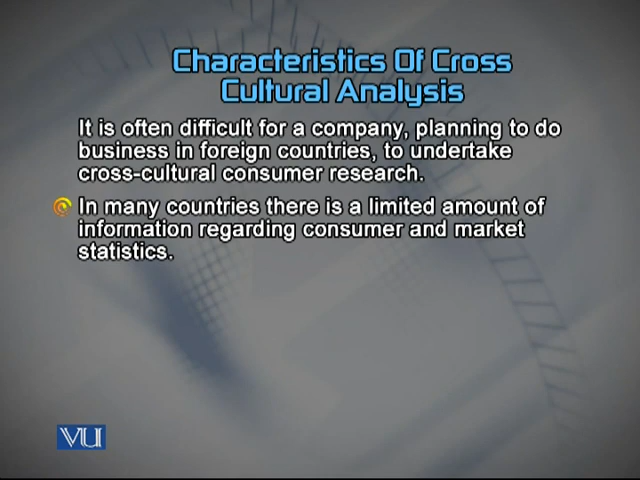 Characteristics Of Cross
Cultural Analysis
It is often difficult for a company, planning to do
business in foreign countries, to undertake
cross-cultural consumer research.
In many countries there is a limited amount of
information regarding consumer and market
statistics.
VU